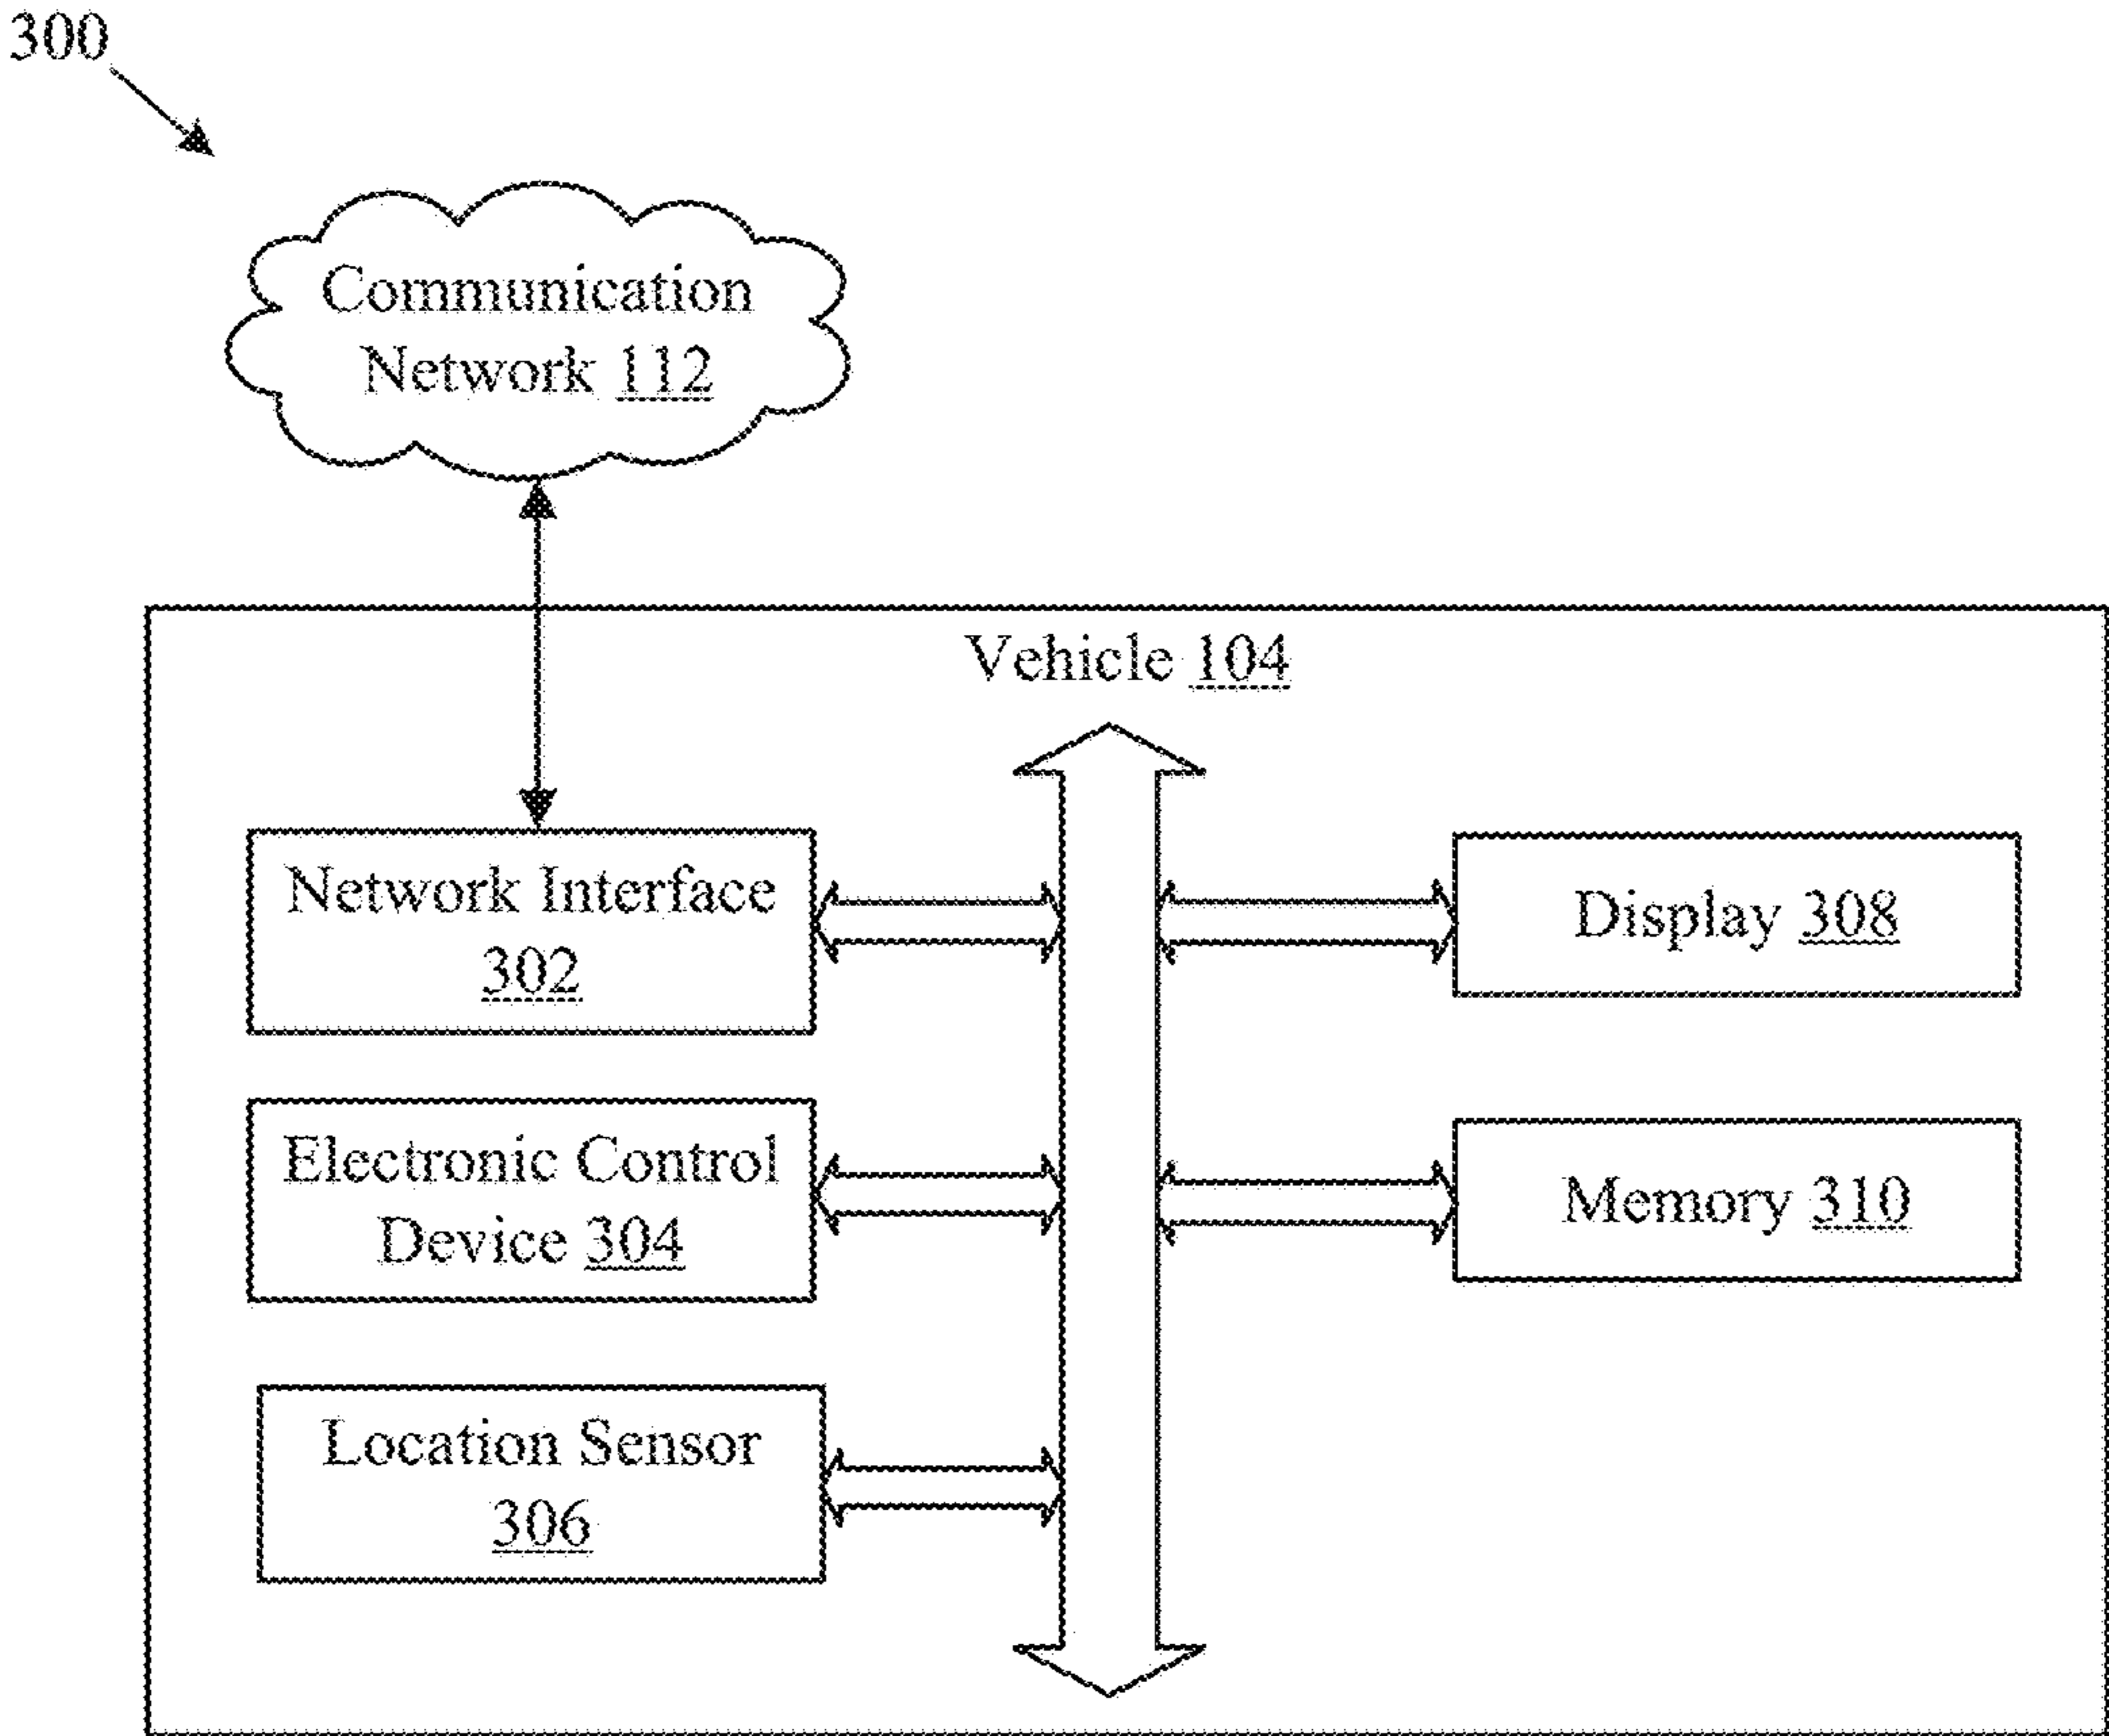 300
Communication
Network 112
Vehicle 104
Network Interface
302
Display 308
Electronic Control
Device 304
Memory 310
Location Sensor
306